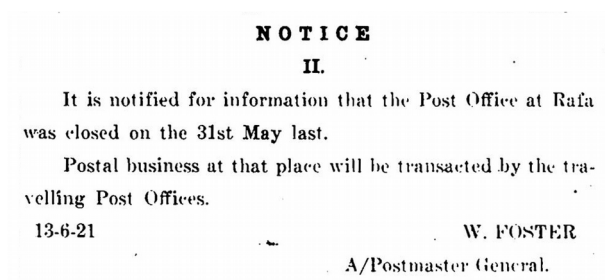 NOTICE
II.
It is notified for information that the Post Office at Rafa
was closed on the 31st May last.
Postal business at that place will be transacted by the tra-
velling Post Offices.
13-6-21 W. FOSTER
A/Postmaster General.